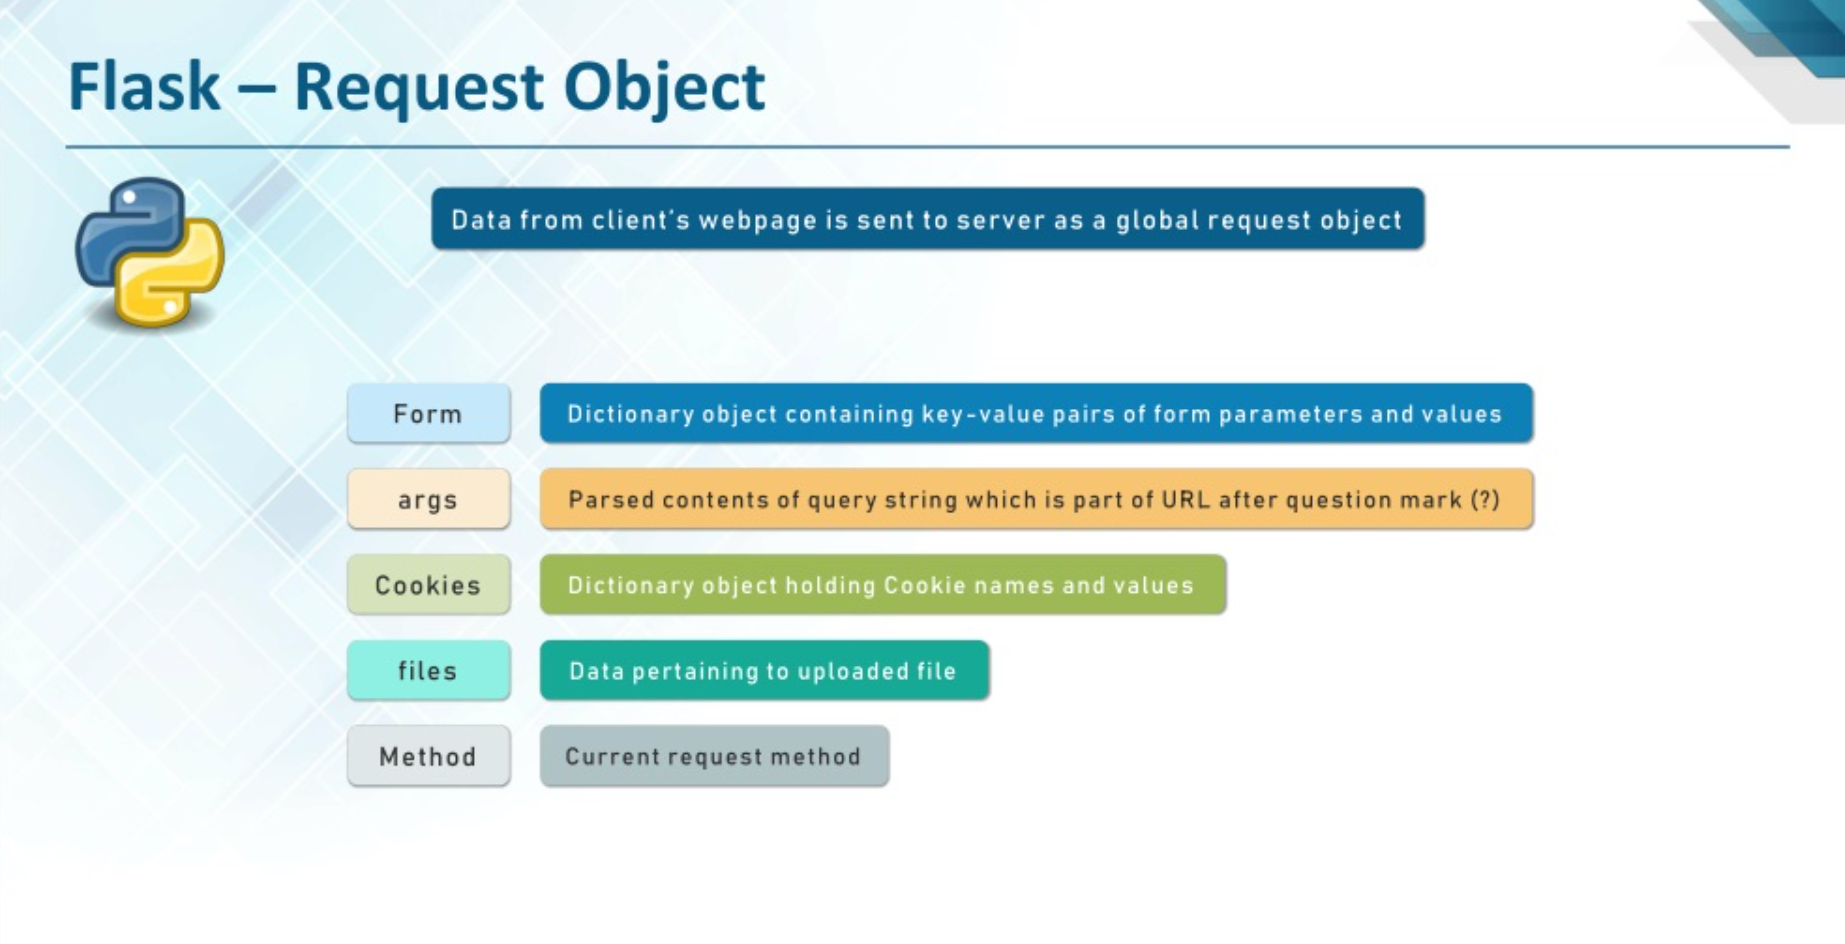 Flask – Request Object
Data from client's webpage is sent to server as a global request object
Form
Dictionary object containing key-value pairs of form parameters and values
args
Parsed contents of query string which is part of URL after question mark (?)
Cookies
Dictionary object holding Cookie names and values
files
Data pertaining to uploaded file
Method
Current request method